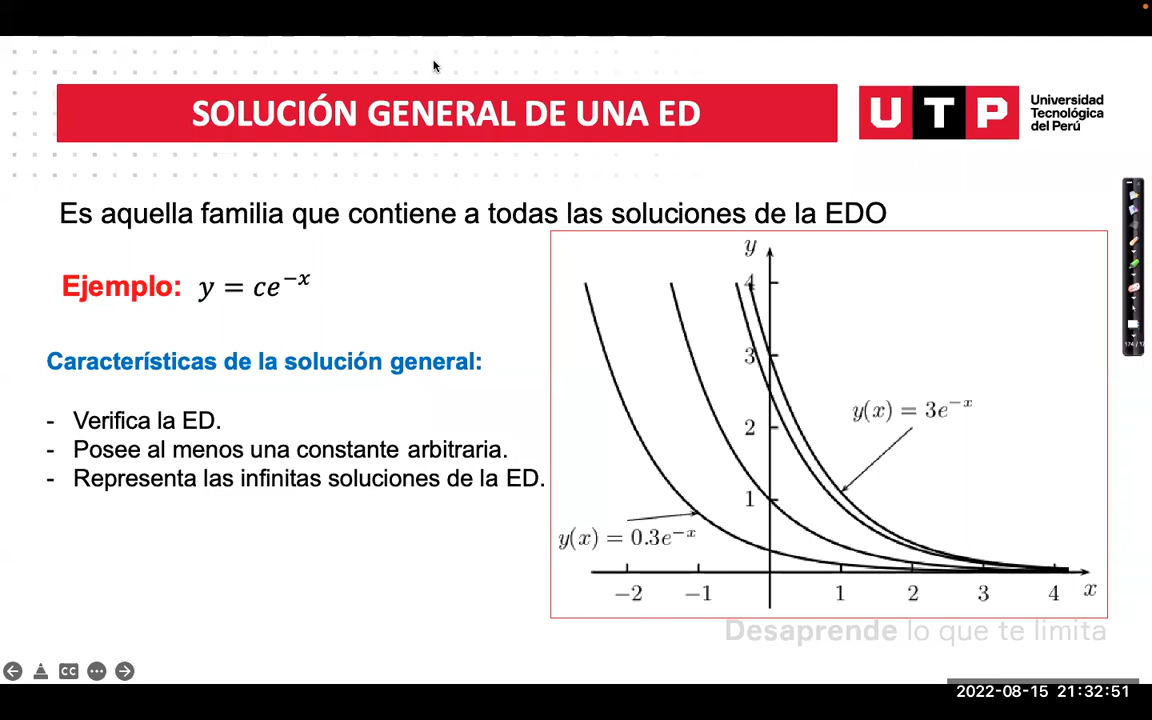 SOLUCIÓN GENERAL DE UNA ED
UTP
Universidad
Tecnológica
del Perú
Es aquella familia que contiene a todas las soluciones de la EDO
Ejemplo: y = ce⁻ˣ
Características de la solución general:
- Verifica la ED.
- Posee al menos una constante arbitraria.
- Representa las infinitas soluciones de la ED.
y
4
3
2
1
y(x) = 3e⁻ˣ
y(x) = 0.3e⁻ˣ
−2 −1 1 2 3 4 x
Desaprende lo que te limita
CC
2022-08-15 21:32:51